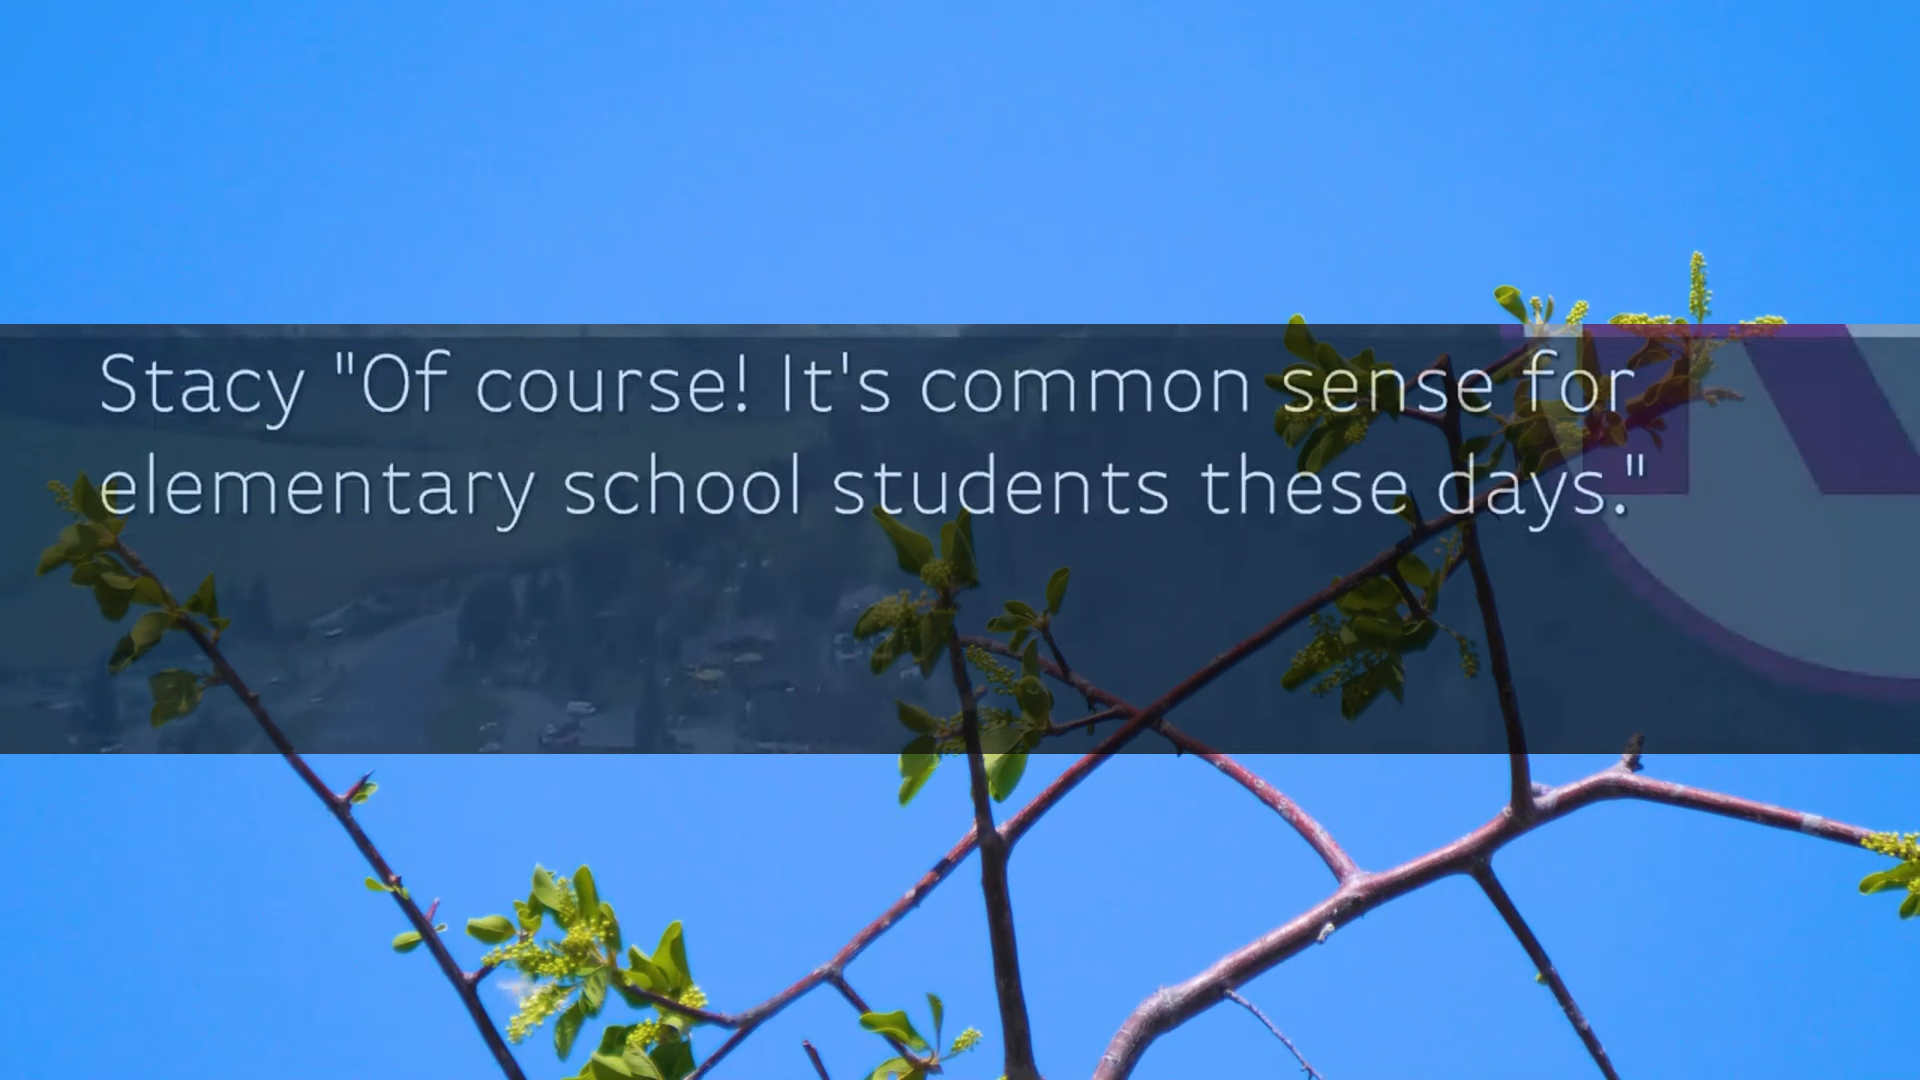 Stacy "Of course! It's common sense for
elementary school students these days."